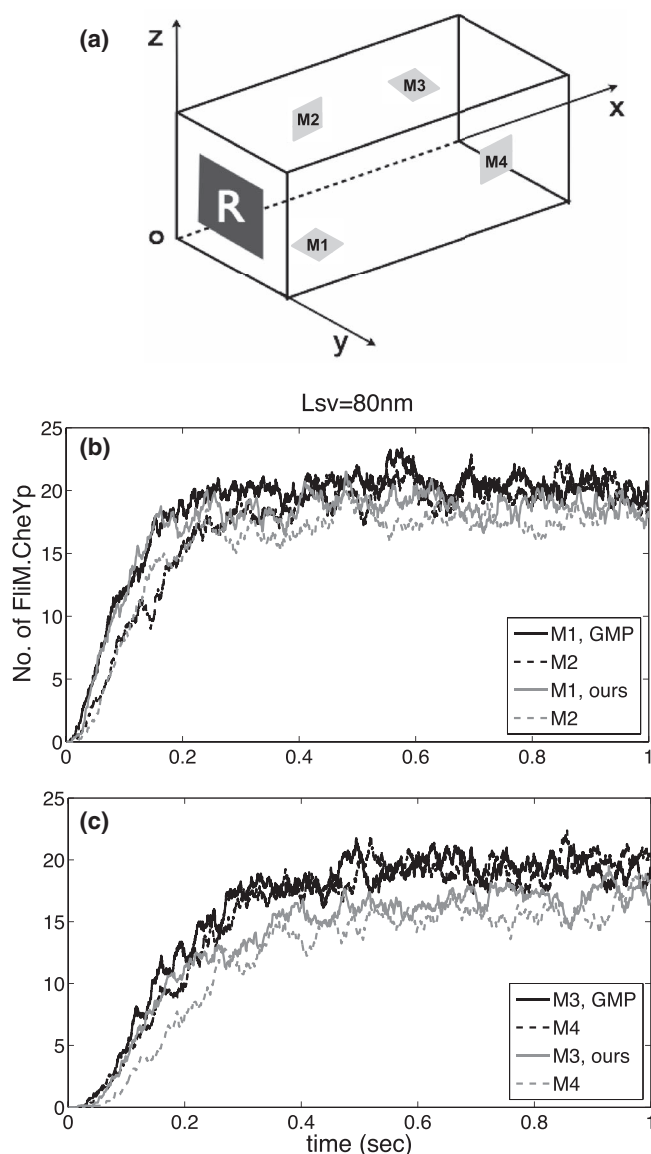 (a)
z
M3
M2
x
M4
R
o
M1
y
Lsv=80nm
(b)
No. of FliM.CheYp
25
20
15
10
5
0
M1, GMP
M2
M1, ours
M2
0 0.2 0.4 0.6 0.8 1
(c)
25
20
15
10
5
0
M3, GMP
M4
M3, ours
M4
0 0.2 0.4 0.6 0.8 1
time (sec)